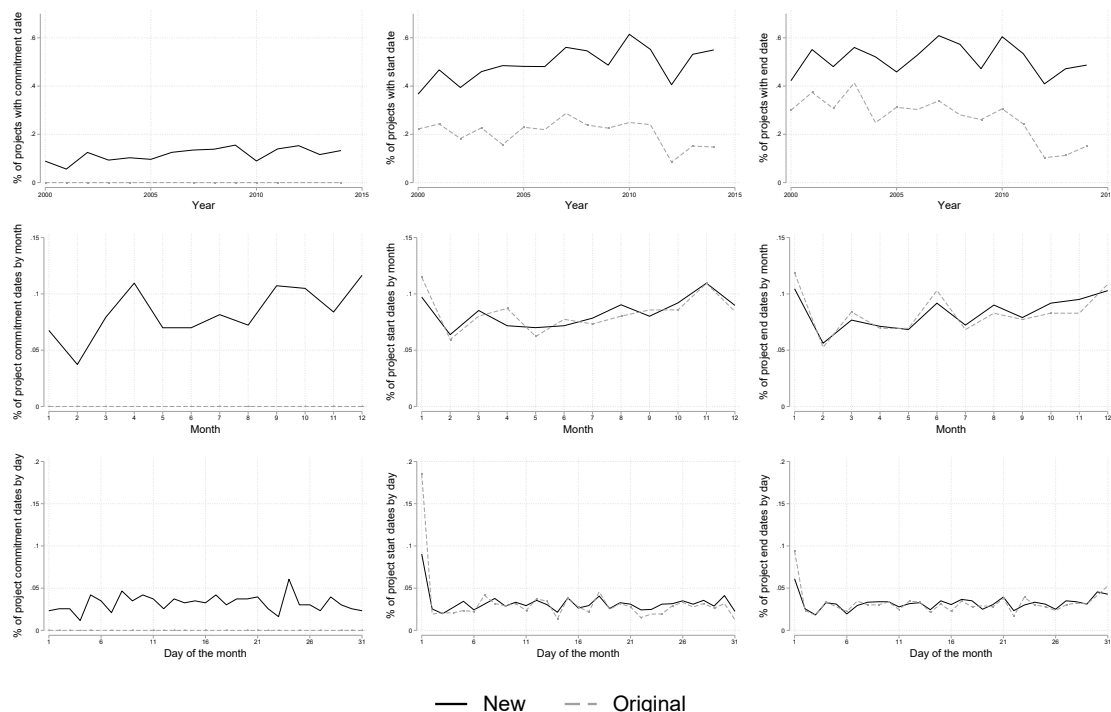 % of projects with commitment date
0 .2 .4 .6
2000 2005 2010 2015
Year
% of projects with start date
0 .2 .4 .6
2000 2005 2010 2015
Year
% of projects with end date
0 .2 .4 .6
2000 2005 2010 201
Year
% of project commitment dates by month
0 .05 .1 .15
1 2 3 4 5 6 7 8 9 10 11 12
Month
% of project start dates by month
0 .05 .1 .15
1 2 3 4 5 6 7 8 9 10 11 12
Month
% of project end dates by month
0 .05 .1 .15
1 2 3 4 5 6 7 8 9 10 11 12
Month
% of project commitment dates by day
0 .05 .1 .15 .2
1 6 11 16 21 26 31
Day of the month
% of project start dates by day
0 .05 .1 .15 .2
1 6 11 16 21 26 31
Day of the month
% of project end dates by day
0 .05 .1 .15 .2
1 6 11 16 21 26 31
Day of the month
New Original